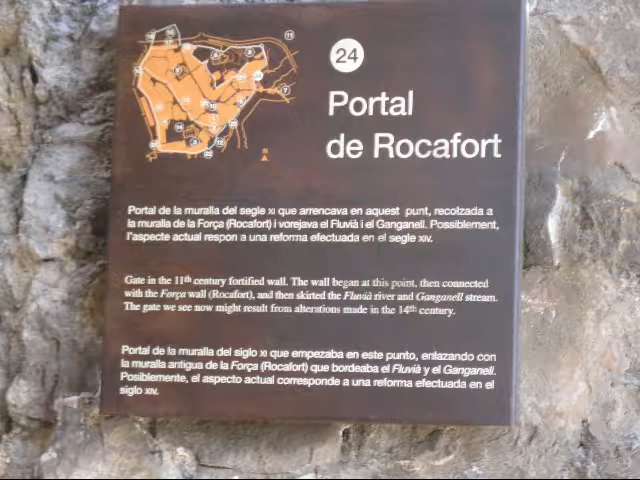 24
Portal
de Rocafort
Portal de la muralla del segle XI que arrencava en aquest punt, recolzada a
la muralla de la Força (Rocafort) i vorejava el Fluvià i el Ganganell. Possiblement,
l'aspecte actual respon a una reforma efectuada en el segle XIV.
Gate in the 11th century fortified wall. The wall began at this point, then connected
with the Força wall (Rocafort), and then skirted the Fluvià river and Ganganell stream.
The gate we see now might result from alterations made in the 14th century.
Portal de la muralla del siglo XI que empezaba en este punto, enlazando con
la muralla antigua de la Força (Rocafort) que bordeaba el Fluvià y el Ganganell.
Posiblemente, el aspecto actual corresponde a una reforma efectuada en el
siglo XIV.